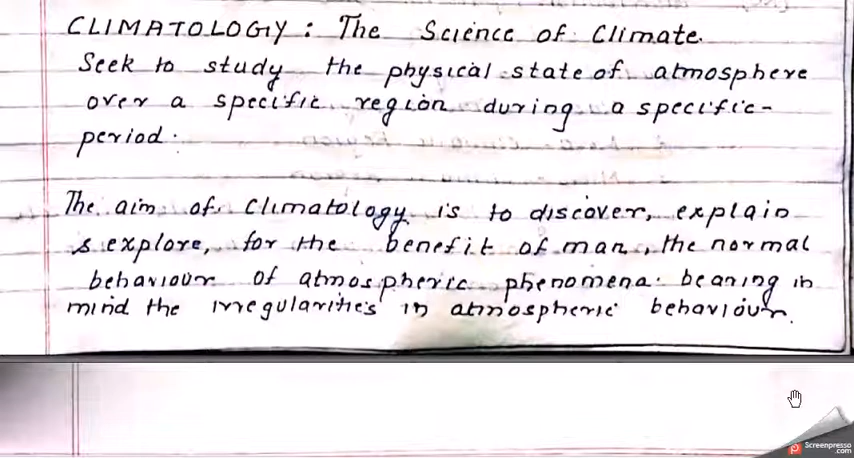 CLIMATOLOGY : The Science of Climate.
Seek to study the physical state of atmosphere
over a specific region during a specific-
period.
The aim of climatology is to discover, explain
& explore, for the benefit of man, the normal
behaviour of atmospheric phenomena. bearing in
mind the irregularities in atmospheric behaviour.
Screenpresso
.com